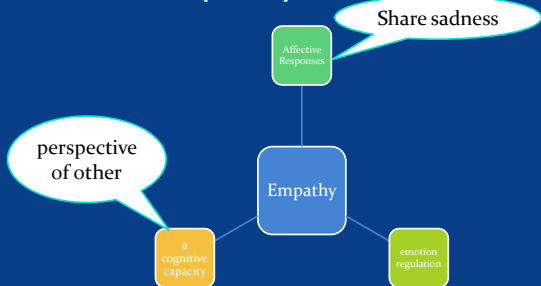 Share sadness
Affective
Responses
perspective
of other
Empathy
a
cognitive
capacity
emotion
regulation